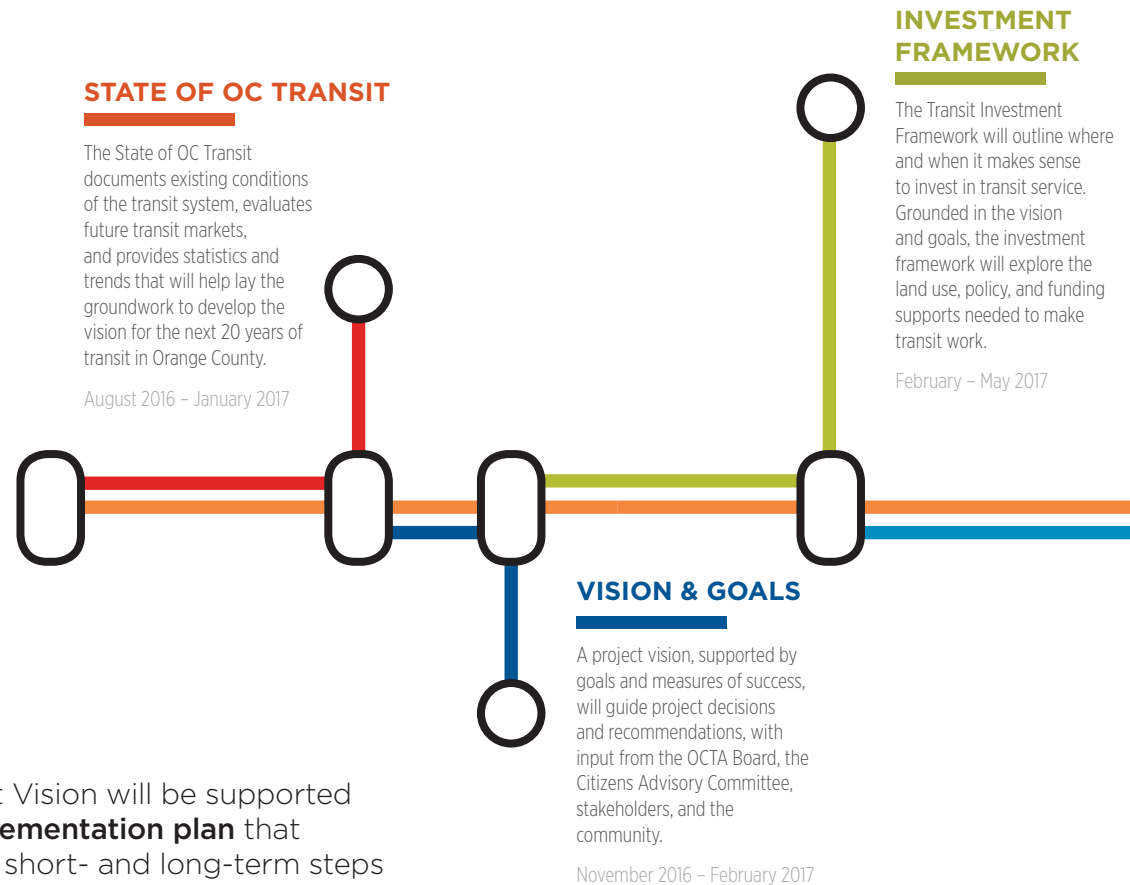 STATE OF OC TRANSIT
The State of OC Transit
documents existing conditions
of the transit system, evaluates
future transit markets,
and provides statistics and
trends that will help lay the
groundwork to develop the
vision for the next 20 years of
transit in Orange County.
August 2016 – January 2017
INVESTMENT
FRAMEWORK
The Transit Investment
Framework will outline where
and when it makes sense
to invest in transit service.
Grounded in the vision
and goals, the investment
framework will explore the
land use, policy, and funding
supports needed to make
transit work.
February – May 2017
VISION & GOALS
A project vision, supported by
goals and measures of success,
will guide project decisions
and recommendations, with
input from the OCTA Board, the
Citizens Advisory Committee,
stakeholders, and the
community.
November 2016 – February 2017
t Vision will be supported
ementation plan that
short- and long-term steps